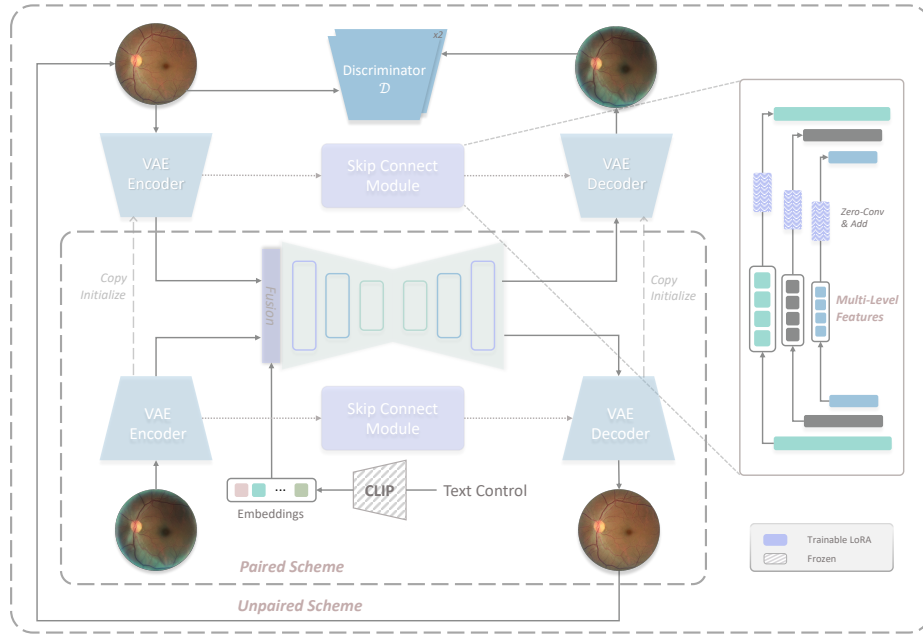 x2
Discriminator
𝒟
VAE
Encoder
Skip Connect
Module
VAE
Decoder
Zero-Conv
& Add
Copy
Initialize
Fusion
Copy
Initialize
Multi-Level
Features
VAE
Encoder
Skip Connect
Module
VAE
Decoder
...
CLIP
Text Control
Embeddings
Trainable LoRA
Frozen
Paired Scheme
Unpaired Scheme